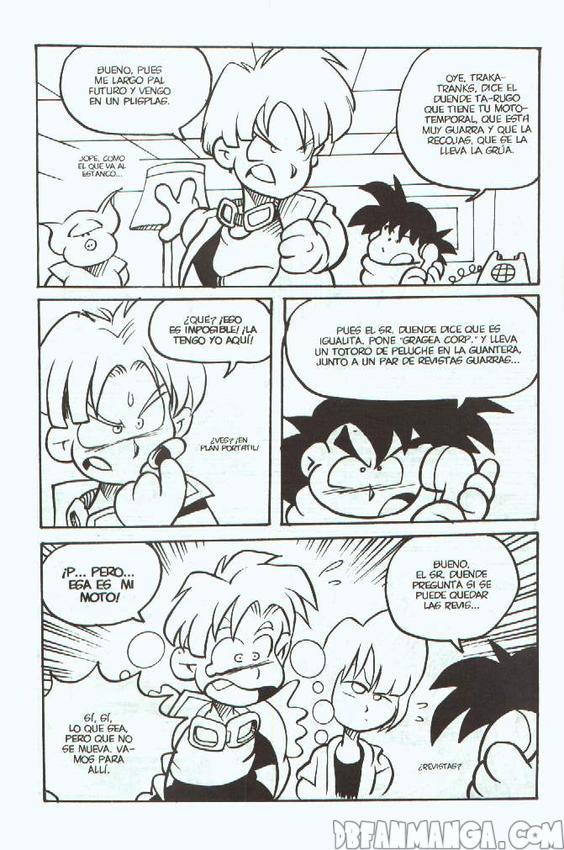 BUENO, PUES
ME LARGO PAL
FUTURO Y VENGO
EN UN PLISPLAS.
JOPE, COMO
EL QUE VA AL
ESTANCO...
OYE, TRAKA-
TRANKS, DICE EL
DUENDE TA-RUGO
QUE TIENE TU MOTO-
TEMPORAL, QUE ESTÁ
MUY GUARRA Y QUE LA
RECOJAS, QUE SE LA
LLEVA LA GRÚA.
¿QUÉ? ¡ESO
ES IMPOSIBLE! ¡LA
TENGO YO AQUÍ!
¿VES? ¡EN
PLAN PORTÁTIL!
PUES EL SR. DUENDE DICE QUE ES
IGUALITA. PONE "GRAGEA CORP." Y LLEVA
UN TOTORO DE PELUCHE EN LA GUANTERA,
JUNTO A UN PAR DE REVISTAS GUARRAS...
¡P... PERO...
ESA ES MI
MOTO!
BUENO,
EL SR. DUENDE
PREGUNTA SI SE
PUEDE QUEDAR
LAS REVIS...
SÍ, SÍ,
LO QUE SEA,
PERO QUE NO
SE MUEVA. VA-
MOS PARA
ALLÍ.
¿REVISTAS?
DBFANMANGA.COM